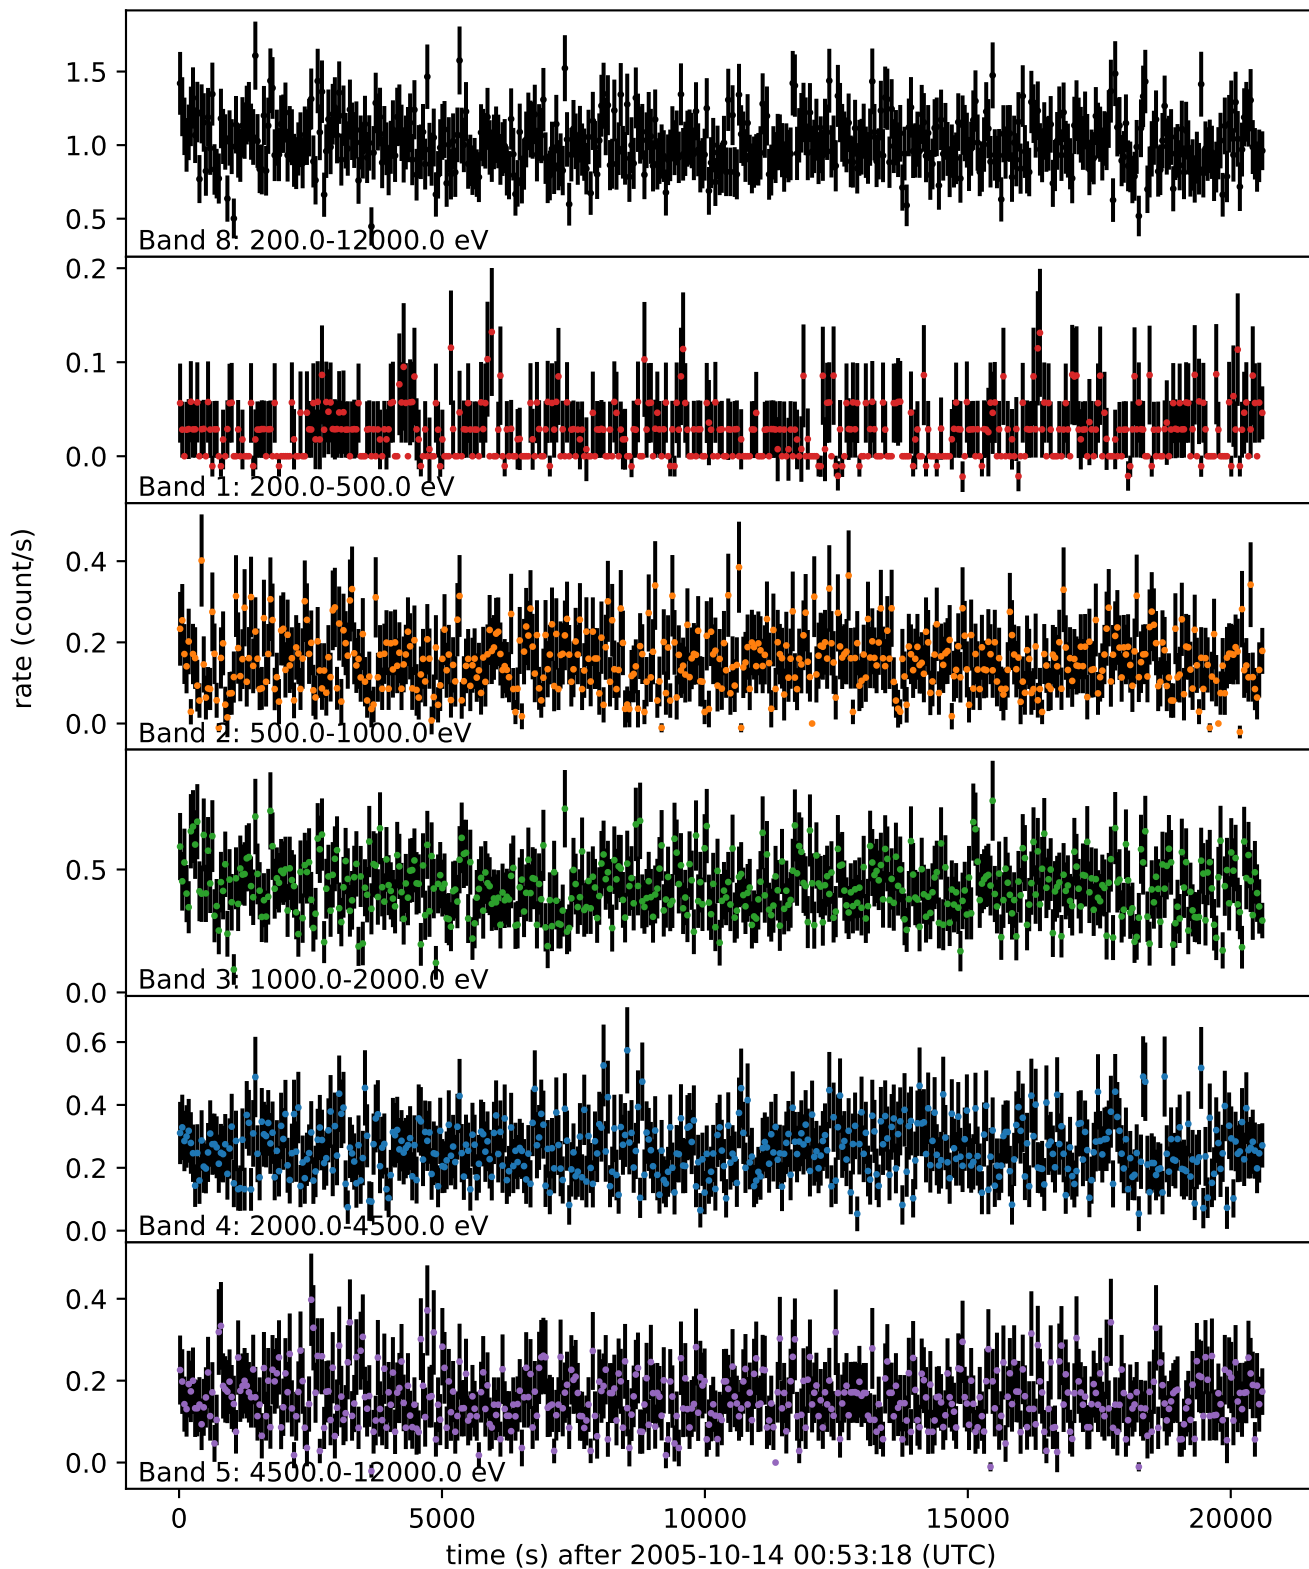 1.5
1.0
0.5
Band 8: 200.0-12000.0 eV
0.2
0.1
0.0
Band 1: 200.0-500.0 eV
rate (count/s)
0.4
0.2
0.0
Band 2: 500.0-1000.0 eV
0.5
0.0
Band 3: 1000.0-2000.0 eV
0.6
0.4
0.2
0.0
Band 4: 2000.0-4500.0 eV
0.4
0.2
0.0
Band 5: 4500.0-12000.0 eV
0 5000 10000 15000 20000
time (s) after 2005-10-14 00:53:18 (UTC)